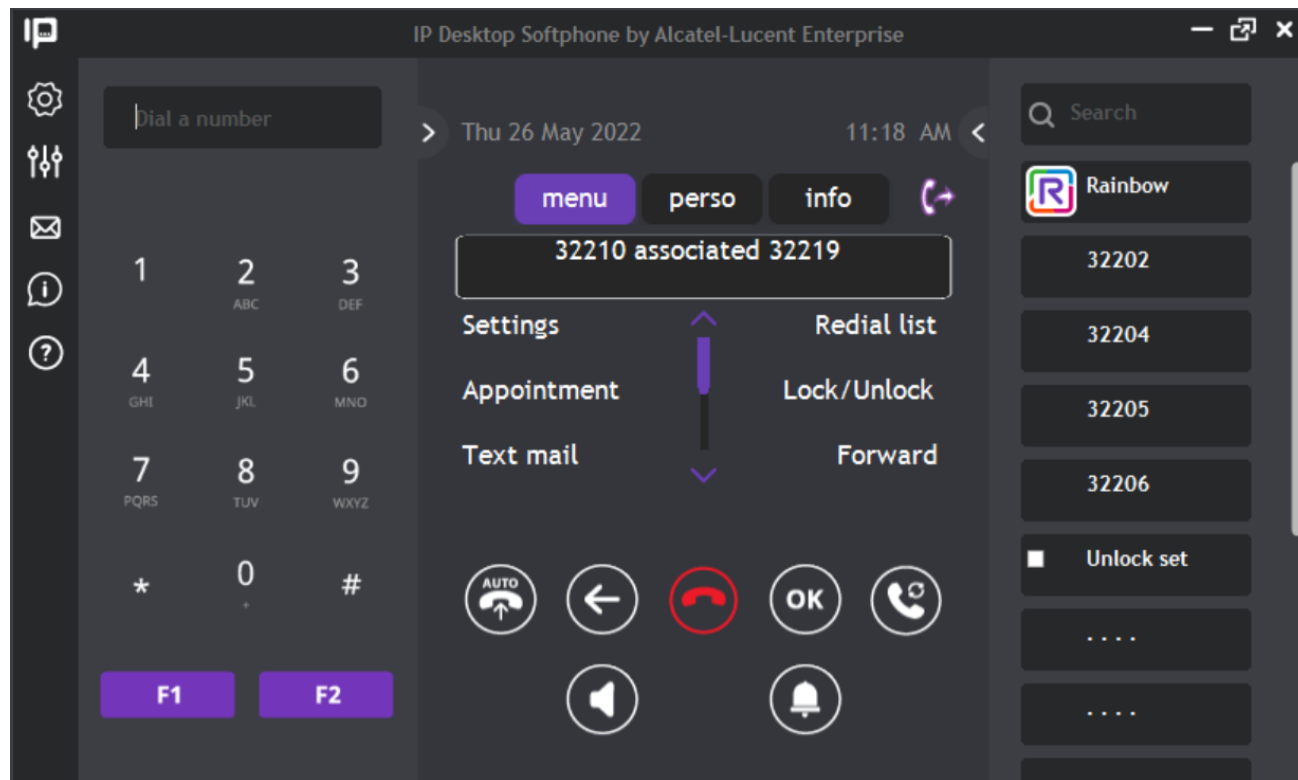 IP
IP Desktop Softphone by Alcatel-Lucent Enterprise
Dial a number
1
2
ABC
3
DEF
4
GHI
5
JKL
6
MNO
7
PQRS
8
TUV
9
WXYZ
*
0
+
#
F1 F2
Thu 26 May 2022 11:18 AM
menu perso info
32210 associated 32219
Settings Redial list
Appointment Lock/Unlock
Text mail Forward
AUTO
OK
Search
R Rainbow
32202
32204
32205
32206
Unlock set
. . . .
. . . .